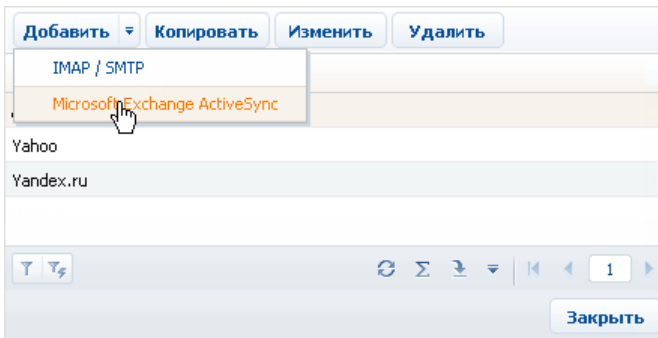 Добавить Копировать Изменить Удалить
IMAP / SMTP
Microsoft Exchange ActiveSync
Yahoo
Yandex.ru
1
Закрыть